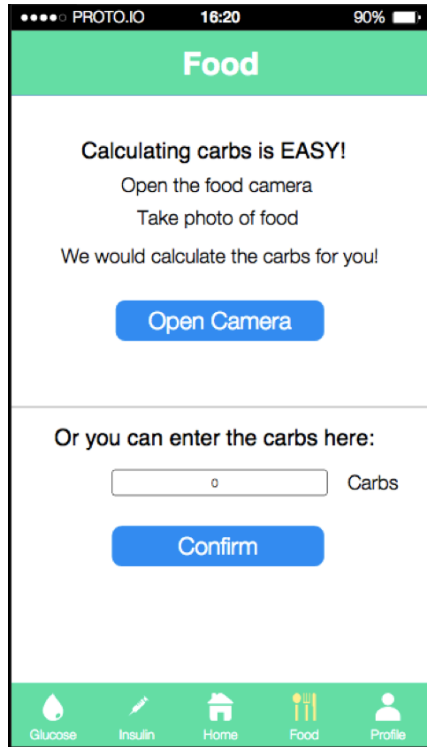 PROTO.IO 16:20 90%
Food
Calculating carbs is EASY!
Open the food camera
Take photo of food
We would calculate the carbs for you!
Open Camera
Or you can enter the carbs here:
0 Carbs
Confirm
Glucose Insulin Home Food Profile